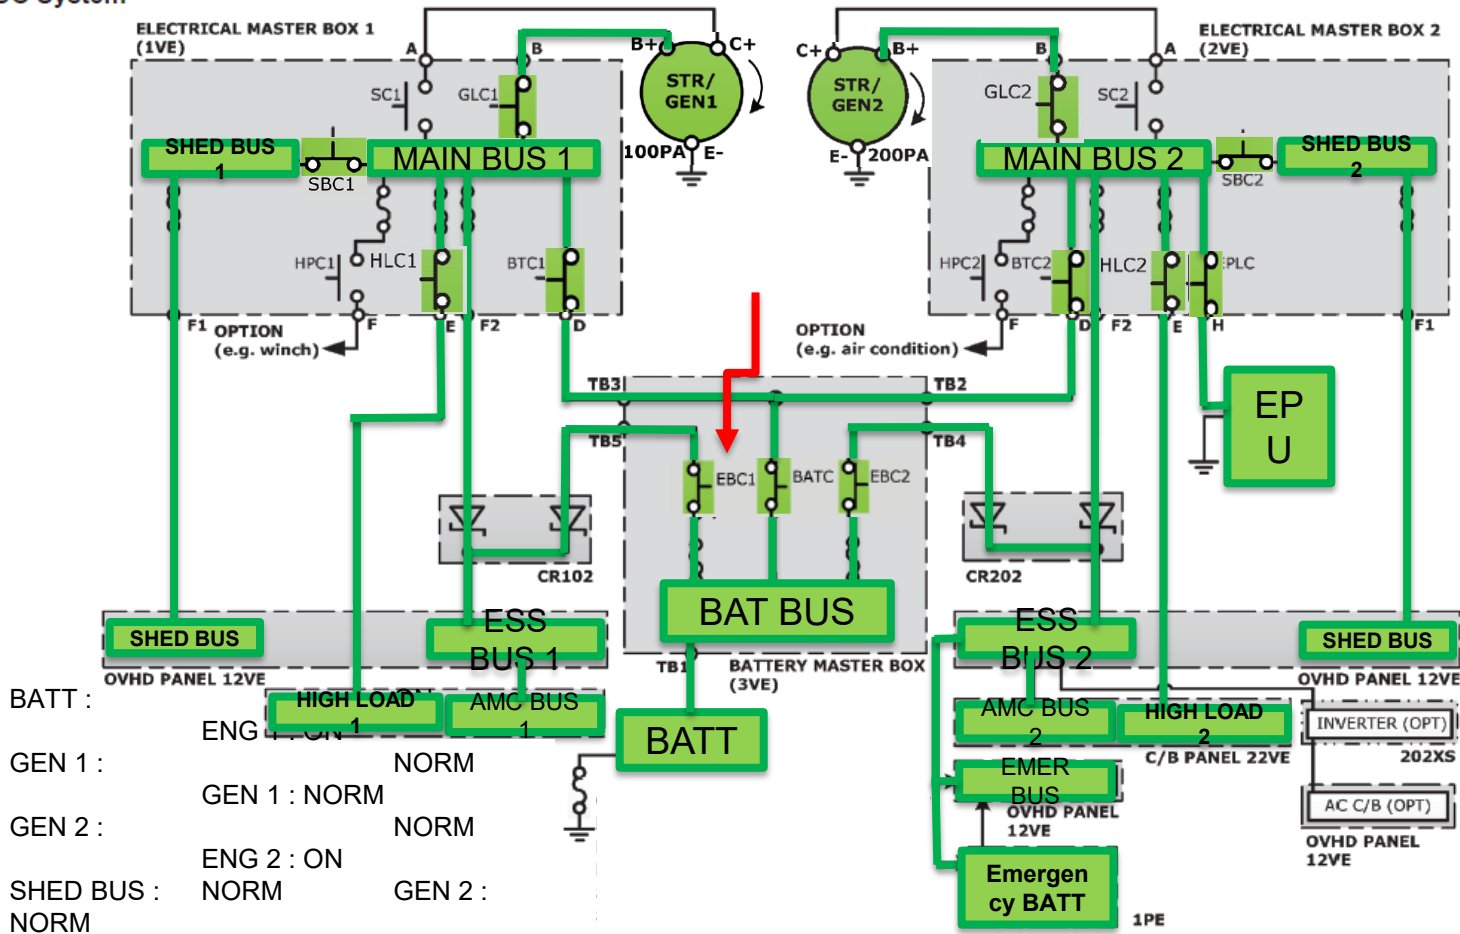 DC System
ELECTRICAL MASTER BOX 1
(1VE)
A
B
B+
C+
STR/
GEN1
100PA
E-
C+
B+
STR/
GEN2
E-
200PA
B
A
ELECTRICAL MASTER BOX 2
(2VE)
SC1
GLC1
GLC2
SC2
SHED BUS
1
SBC1
MAIN BUS 1
MAIN BUS 2
SBC2
SHED BUS
2
HPC1
HLC1
BTC1
HPC2
BTC2
HLC2
EPLC
F1
F
E
F2
D
F
D
F2
E
H
F1
OPTION
(e.g. winch)
OPTION
(e.g. air condition)
TB3
TB2
TB5
TB4
EP
U
EBC1
BATC
EBC2
CR102
CR202
BAT BUS
SHED BUS
ESS
BUS 1
ESS
BUS 2
SHED BUS
TB1
BATTERY MASTER BOX
(3VE)
OVHD PANEL 12VE
OVHD PANEL 12VE
HIGH LOAD
1
AMC BUS
1
BATT
AMC BUS
2
HIGH LOAD
2
C/B PANEL 22VE
INVERTER (OPT)
202XS
EMER
BUS
OVHD PANEL
12VE
AC C/B (OPT)
OVHD PANEL
12VE
Emergen
cy BATT
1PE
BATT : ON
ENG 1 : ON
GEN 1 : NORM
GEN 1 : NORM
GEN 2 : NORM
ENG 2 : ON
SHED BUS : NORM GEN 2 :
NORM